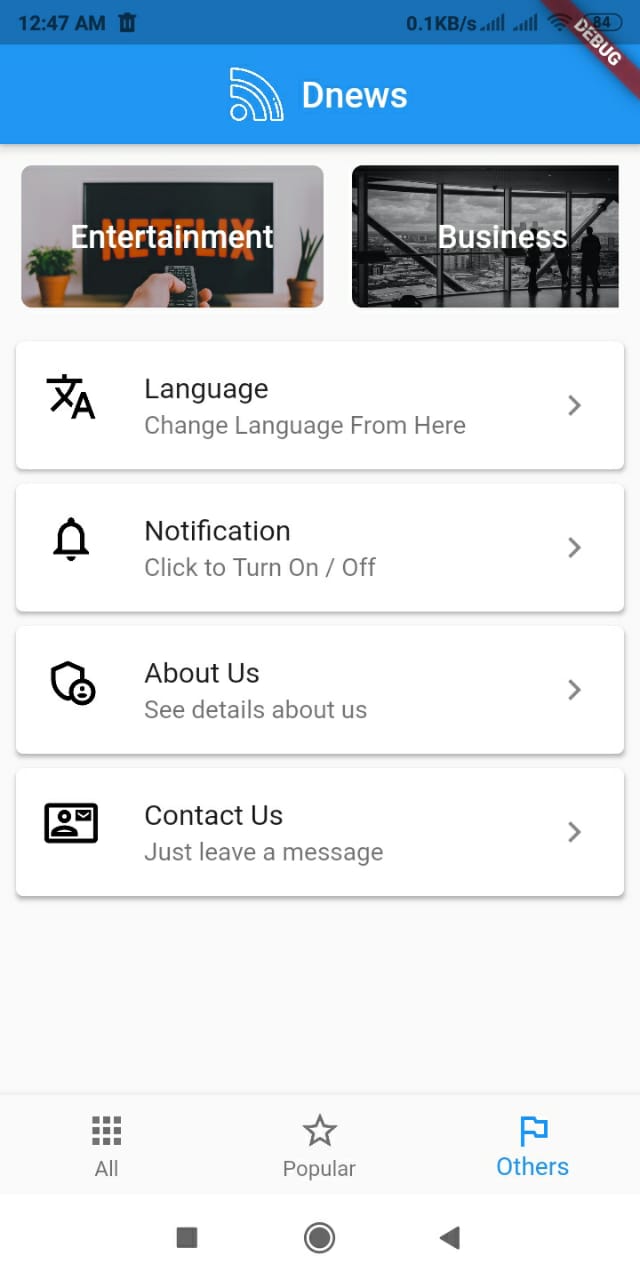 12:47 AM
0.1KB/s
84
DEBUG
Dnews
NETFLIX
Entertainment
Business
Language
Change Language From Here
Notification
Click to Turn On / Off
About Us
See details about us
Contact Us
Just leave a message
All
Popular
Others